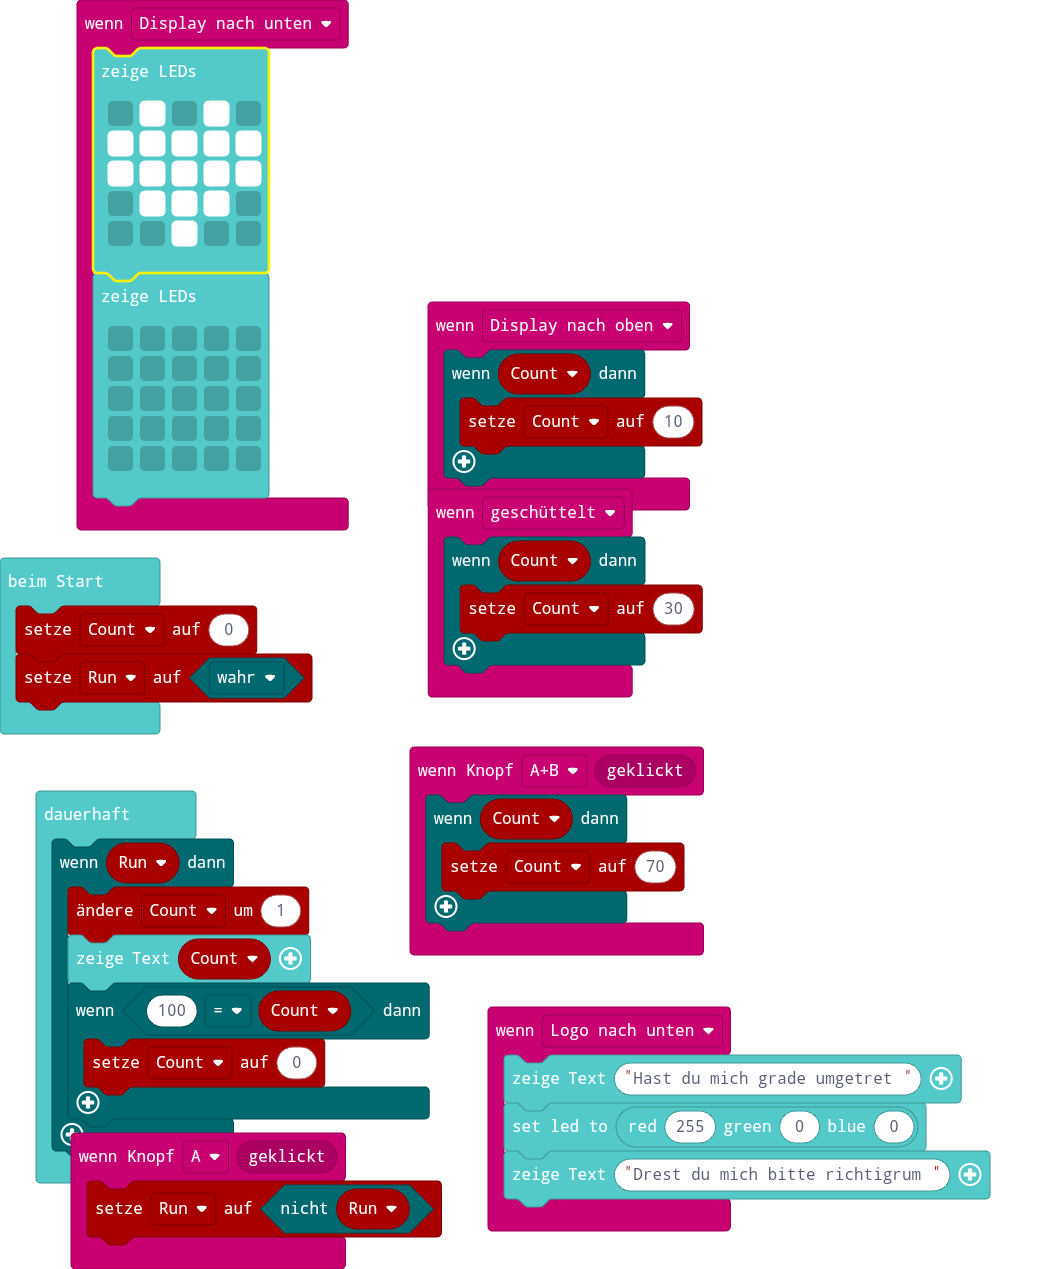 wenn Display nach unten
zeige LEDs
zeige LEDs
wenn Display nach oben
wenn Count dann
setze Count auf 10
wenn geschüttelt
wenn Count dann
setze Count auf 30
beim Start
setze Count auf 0
setze Run auf wahr
wenn Knopf A+B geklickt
wenn Count dann
setze Count auf 70
dauerhaft
wenn Run dann
ändere Count um 1
zeige Text Count
wenn 100 = Count dann
setze Count auf 0
wenn Knopf A geklickt
setze Run auf nicht Run
wenn Logo nach unten
zeige Text "Hast du mich grade umgetret "
set led to red 255 green 0 blue 0
zeige Text "Drest du mich bitte richtigrum "